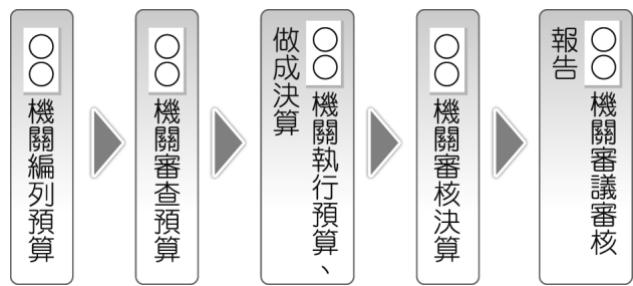 ○○機關編列預算
○○機關審查預算
○○機關執行預算、
做成決算
○○機關審核決算
○○機關審議審核
報告